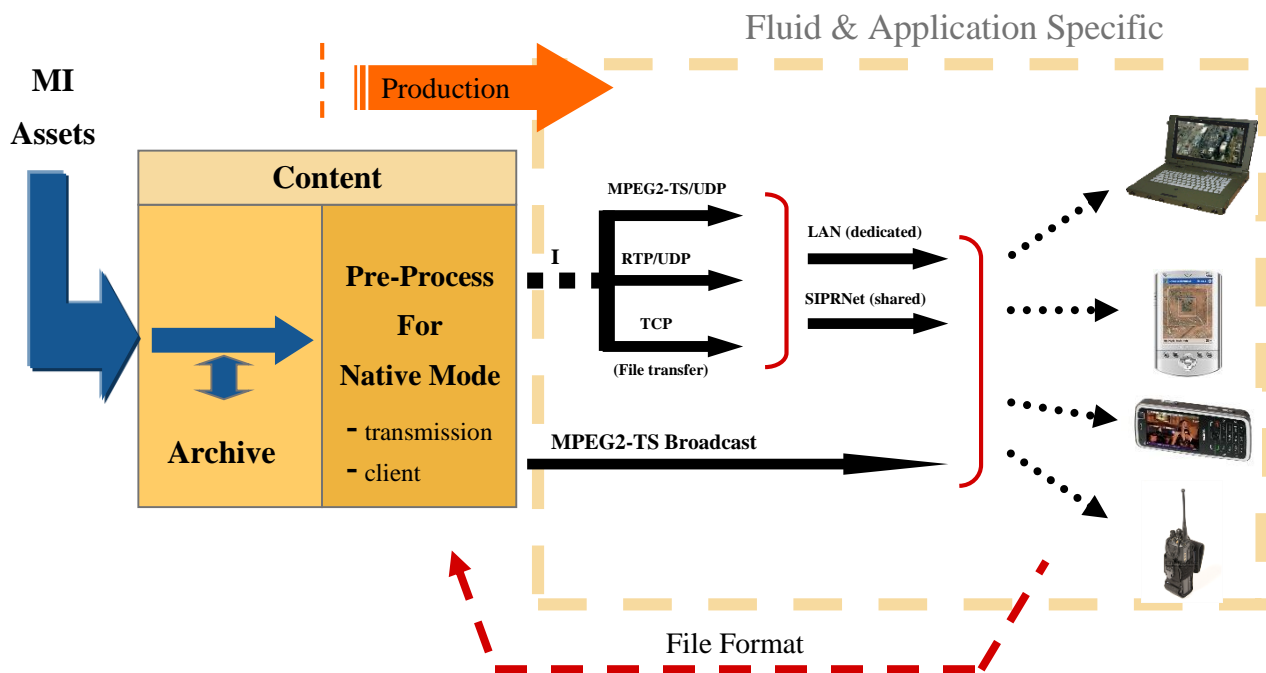 Fluid & Application Specific
MI
Assets
Production
Content
Pre-Process
For
Native Mode
- transmission
- client
Archive
I
MPEG2-TS/UDP
RTP/UDP
TCP
(File transfer)
LAN (dedicated)
SIPRNet (shared)
MPEG2-TS Broadcast
File Format